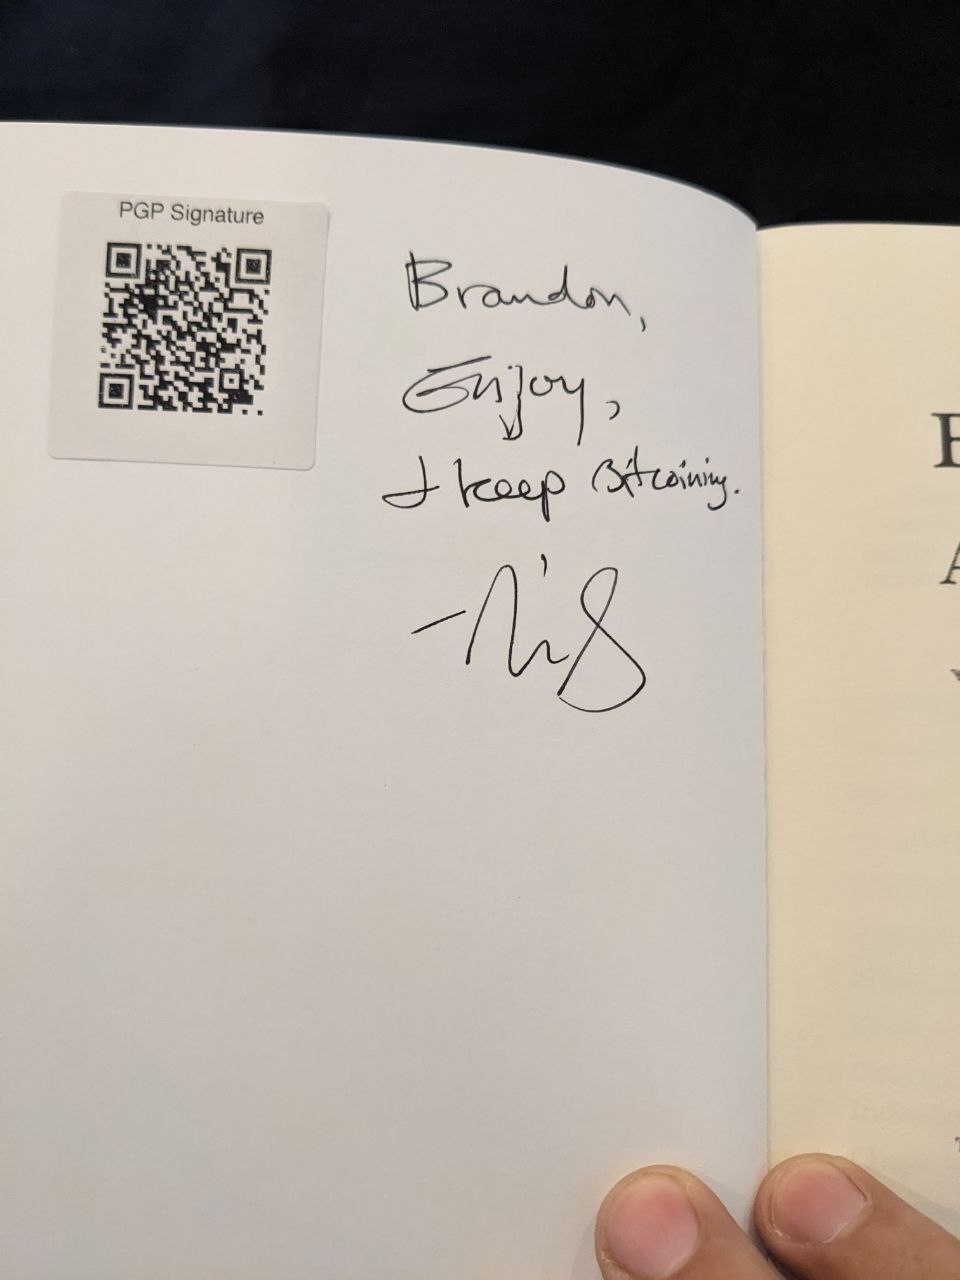 PGP Signature
Brandon,
Enjoy,
+ keep Bitcoining.